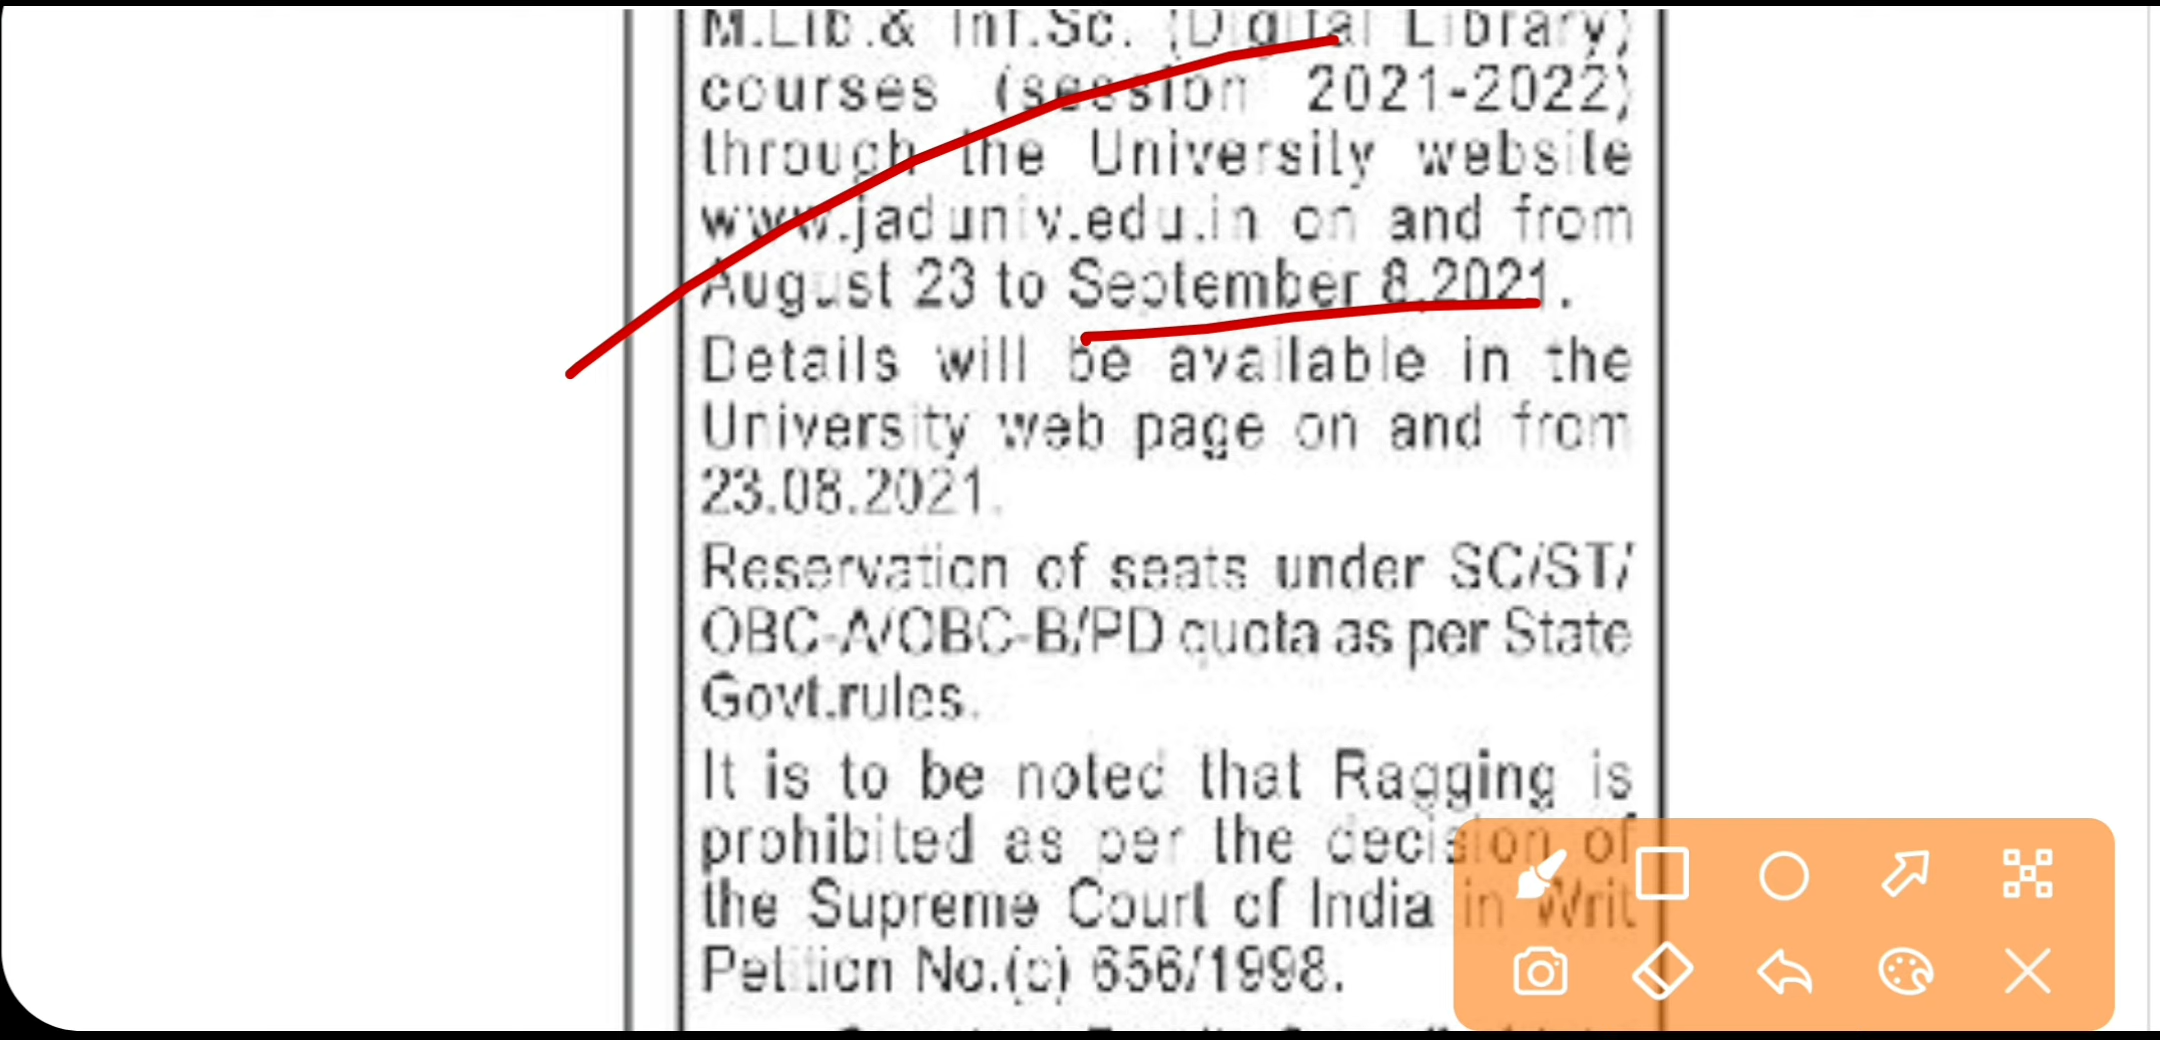 M.Lib.& Inf.Sc. (Digital Library)
courses (session 2021-2022)
through the University website
www.jaduniv.edu.in on and from
August 23 to September 8,2021.
Details will be available in the
University web page on and from
23.08.2021.
Reservation of seats under SC/ST/
OBC-A/OBC-B/PD quota as per State
Govt.rules.
It is to be noted that Ragging is
prohibited as per the decision of
the Supreme Court of India in Writ
Petition No.(c) 656/1998.